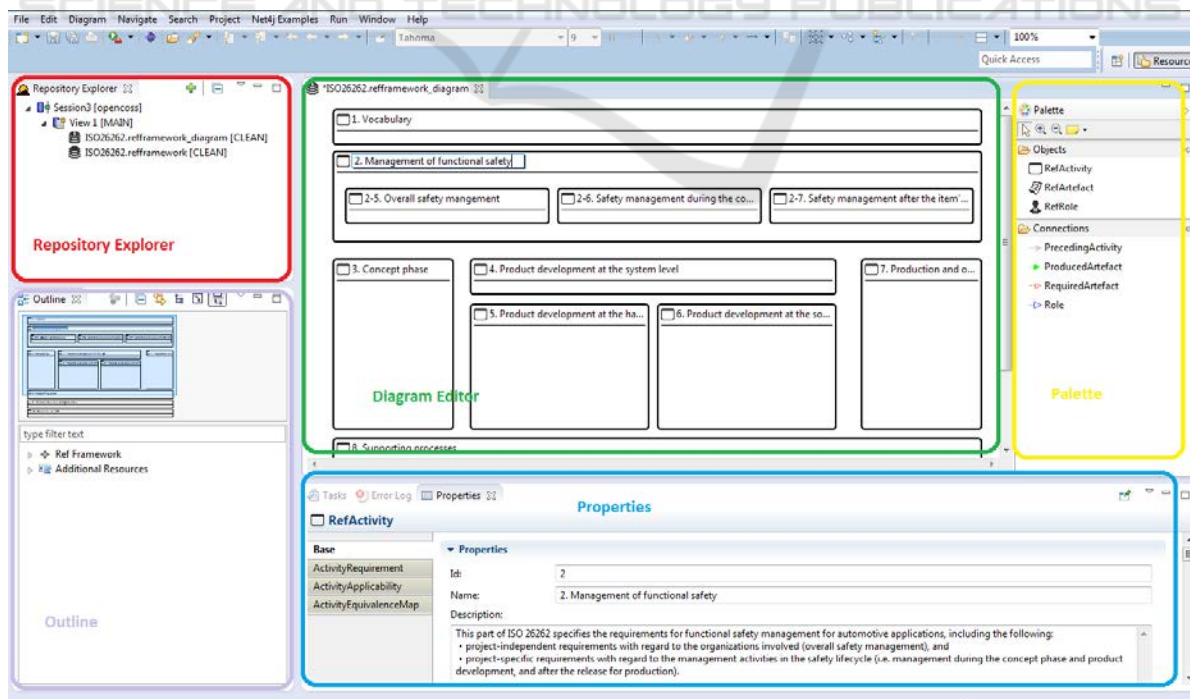 SCIENCE AND TECHNOLOGY PUBLICATIONS
File Edit Diagram Navigate Search Project Net4j Examples Run Window Help
Tahoma 9 100%
Quick Access Resource
Repository Explorer
Session3 [opencoss]
View 1 [MAIN]
ISO26262.refframework_diagram [CLEAN]
ISO26262.refframework [CLEAN]
Repository Explorer
*ISO26262.refframework_diagram
1. Vocabulary
2. Management of functional safety
2-5. Overall safety mangement
2-6. Safety management during the co...
2-7. Safety management after the item'...
3. Concept phase
4. Product development at the system level
7. Production and o...
5. Product development at the ha...
6. Product development at the so...
Diagram Editor
8. Supporting processes
Palette
Objects
RefActivity
RefArtefact
RefRole
Connections
PrecedingActivity
ProducedArtefact
RequiredArtefact
Role
Palette
Outline
type filter text
Ref Framework
Additional Resources
Outline
Tasks Error Log Properties
Properties
RefActivity
Base
ActivityRequirement
ActivityApplicability
ActivityEquivalenceMap
Properties
Id: 2
Name: 2. Management of functional safety
Description:
This part of ISO 26262 specifies the requirements for functional safety management for automotive applications, including the following:
• project-independent requirements with regard to the organizations involved (overall safety management), and
• project-specific requirements with regard to the management activities in the safety lifecycle (i.e. management during the concept phase and product
development, and after the release for production).